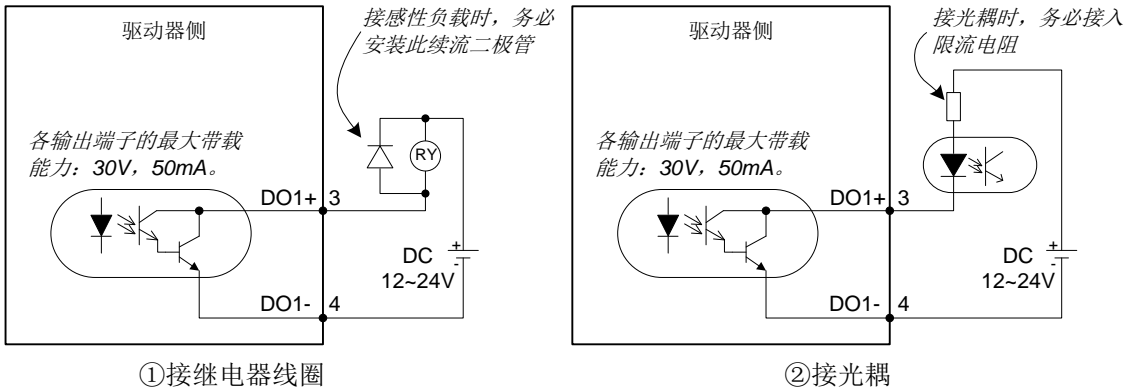 驱动器侧
接感性负载时，务必
安装此续流二极管
各输出端子的最大带载
能力：30V，50mA。
RY
DO1+ 3
+
DC
-
12~24V
DO1- 4
①接继电器线圈
驱动器侧
接光耦时，务必接入
限流电阻
各输出端子的最大带载
能力：30V，50mA。
DO1+ 3
+
DC
-
12~24V
DO1- 4
②接光耦